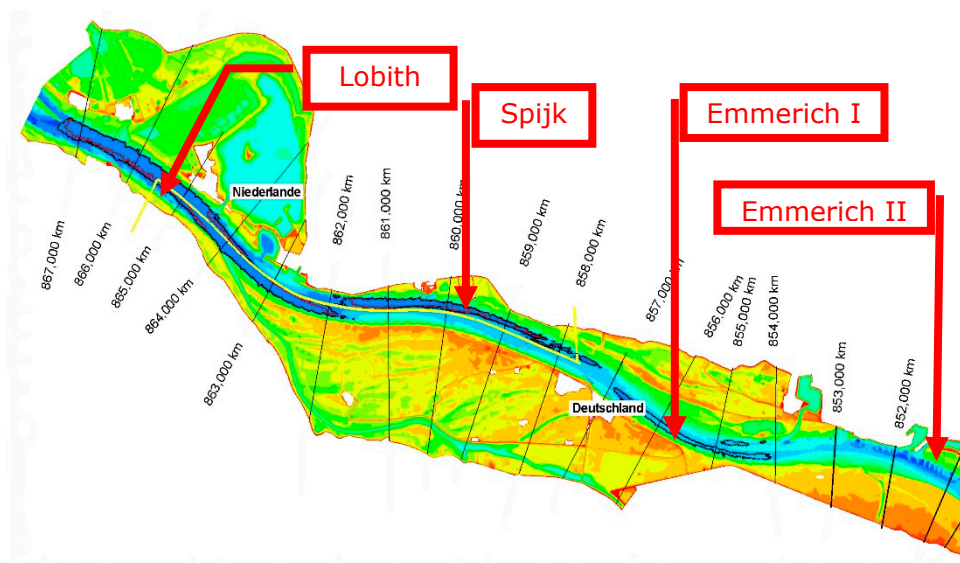 Lobith
Spijk
Emmerich I
Emmerich II
Niederlande
Deutschland
867,000 km
866,000 km
865,000 km
864,000 km
863,000 km
862,000 km
861.000 km
860,000 km
859,000 km
858,000 km
857,000 km
856,000 km
855,000 km
854,000 km
853,000 km
852,000 km